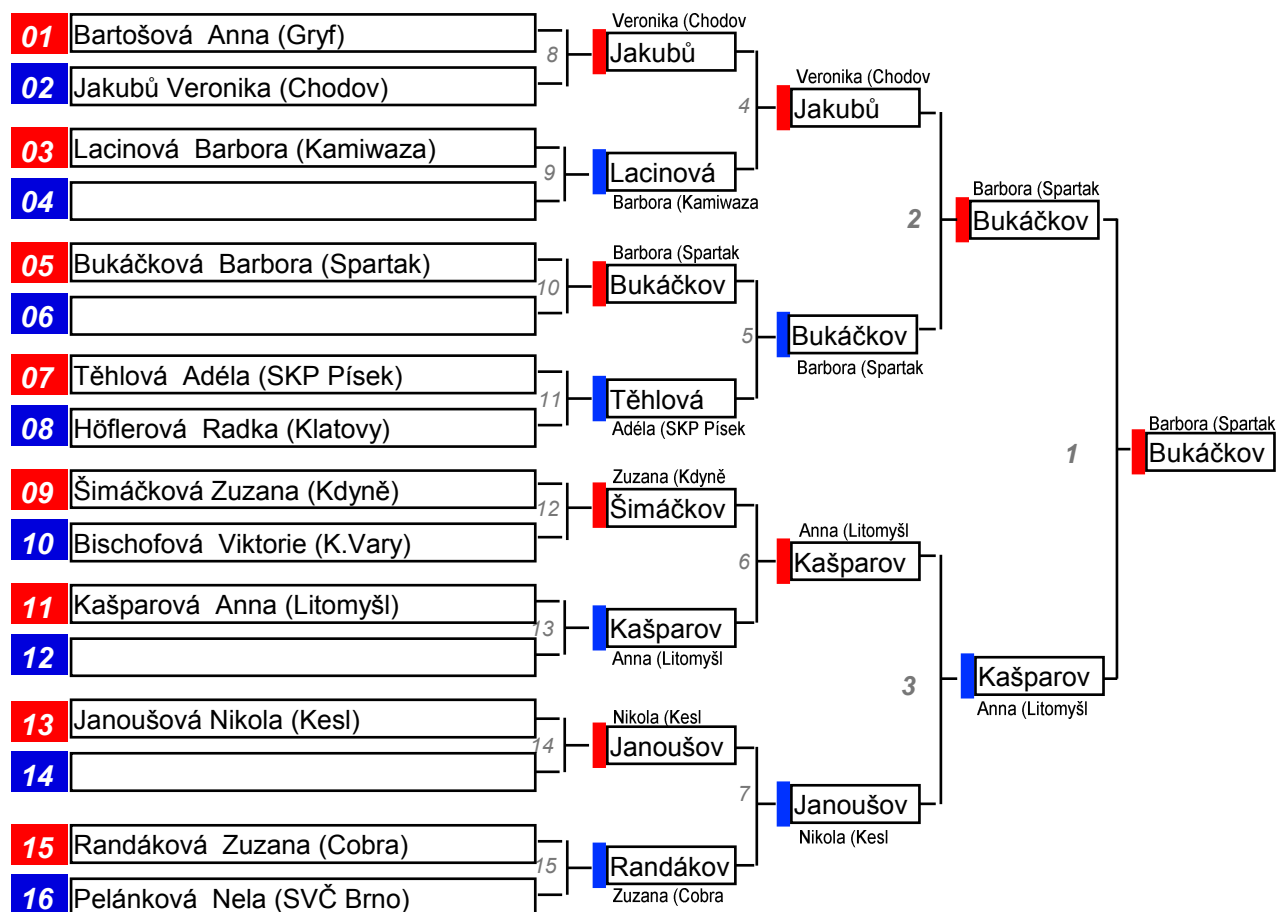 01 Bartošová Anna (Gryf)
02 Jakubů Veronika (Chodov)
03 Lacinová Barbora (Kamiwaza)
04
05 Bukáčková Barbora (Spartak)
06
07 Těhlová Adéla (SKP Písek)
08 Höflerová Radka (Klatovy)
09 Šimáčková Zuzana (Kdyně)
10 Bischofová Viktorie (K.Vary)
11 Kašparová Anna (Litomyšl)
12
13 Janoušová Nikola (Kesl)
14
15 Randáková Zuzana (Cobra)
16 Pelánková Nela (SVČ Brno)
8
9
10
11
12
13
14
15
Veronika (Chodov
Jakubů
Lacinová
Barbora (Kamiwaza
Barbora (Spartak
Bukáčkov
Těhlová
Adéla (SKP Písek
Zuzana (Kdyně
Šimáčkov
Kašparov
Anna (Litomyšl
Nikola (Kesl
Janoušov
Randákov
Zuzana (Cobra
4
5
6
7
Veronika (Chodov
Jakubů
Bukáčkov
Barbora (Spartak
Anna (Litomyšl
Kašparov
Janoušov
Nikola (Kesl
2
3
Barbora (Spartak
Bukáčkov
Kašparov
Anna (Litomyšl
1
Barbora (Spartak
Bukáčkov